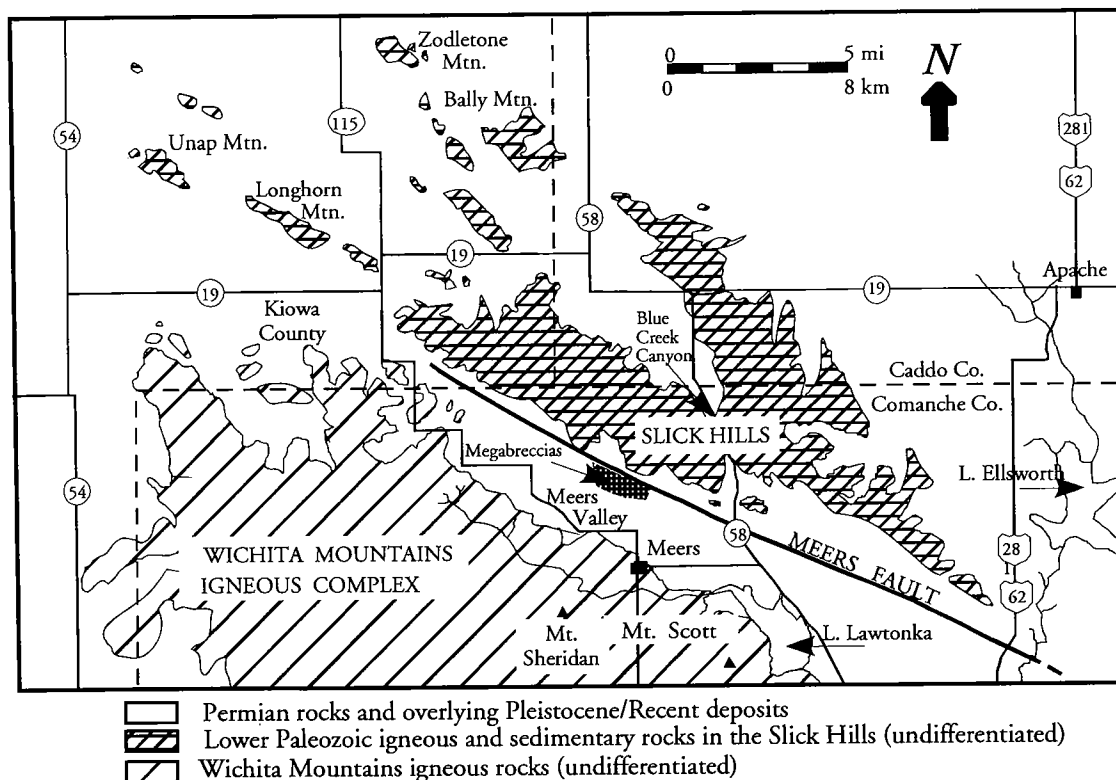 Zodletone
Mtn.
0
5 mi
0
8 km
N
Bally Mtn.
54
115
281
Unap Mtn.
62
Longhorn
Mtn.
58
19
Apache
19
19
Kiowa
County
Blue
Creek
Canyon
Caddo Co.
Comanche Co.
SLICK HILLS
Megabreccias
L. Ellsworth
54
Meers
Valley
58
WICHITA MOUNTAINS
IGNEOUS COMPLEX
Meers
MEERS FAULT
28
62
Mt.
Sheridan
Mt. Scott
L. Lawtonka
Permian rocks and overlying Pleistocene/Recent deposits
Lower Paleozoic igneous and sedimentary rocks in the Slick Hills (undifferentiated)
Wichita Mountains igneous rocks (undifferentiated)